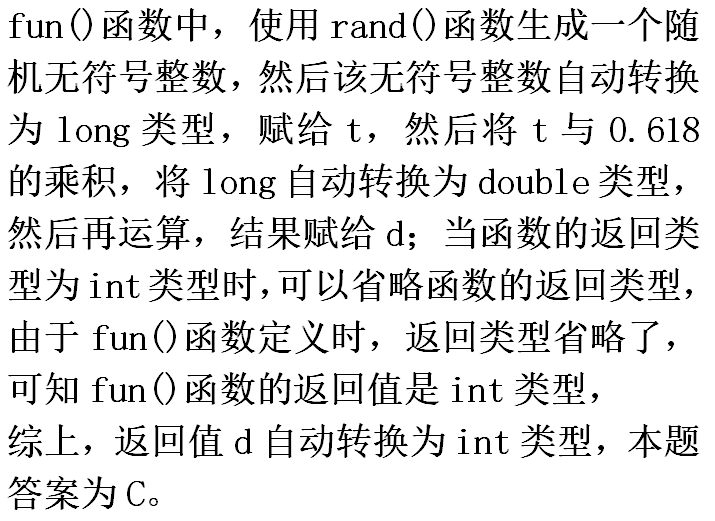 fun()函数中，使用 rand()函数生成一个随
机无符号整数，然后该无符号整数自动转换
为 long 类型，赋给 t，然后将 t 与 0.618
的乘积，将 long 自动转换为 double 类型，
然后再运算，结果赋给 d；当函数的返回类
型为 int 类型时，可以省略函数的返回类型，
由于 fun()函数定义时，返回类型省略了，
可知 fun()函数的返回值是 int 类型，
综上，返回值 d 自动转换为 int 类型，本题
答案为 C。